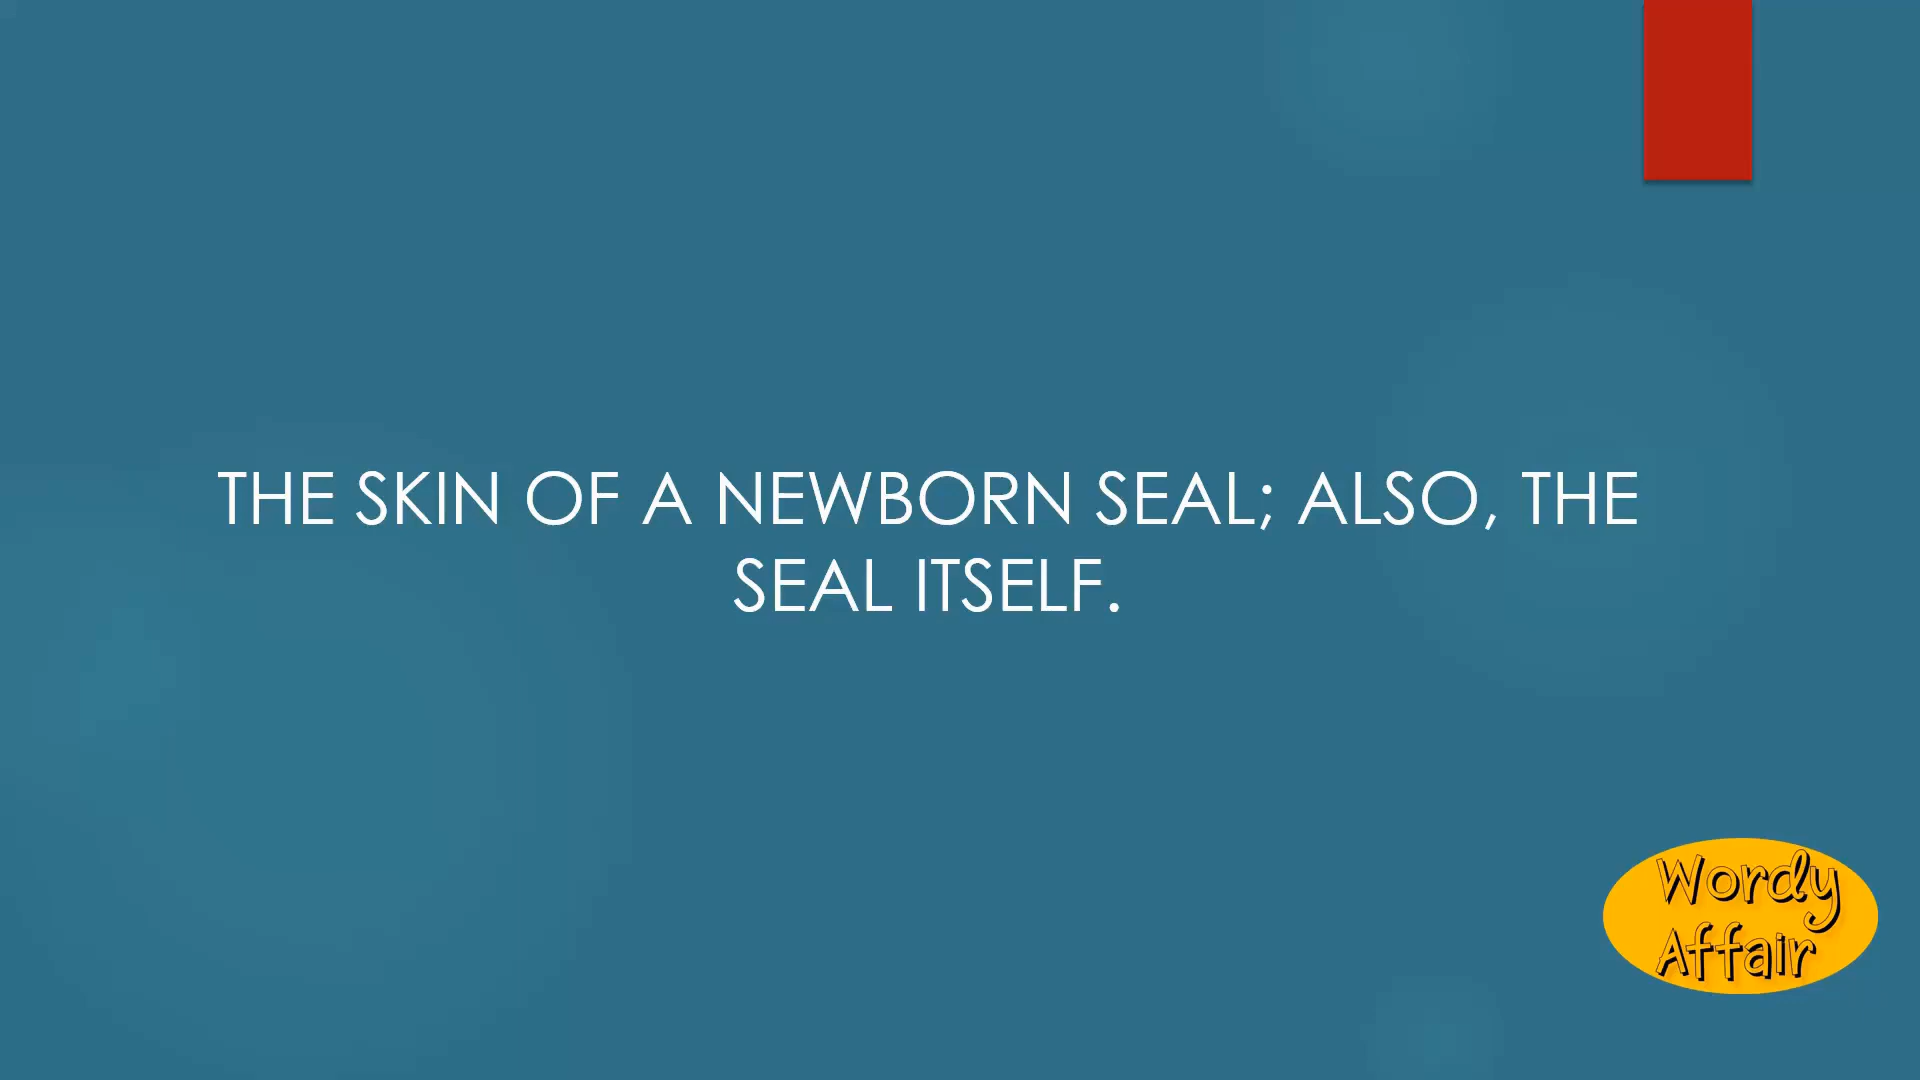 THE SKIN OF A NEWBORN SEAL; ALSO, THE
SEAL ITSELF.
Wordy
Affair